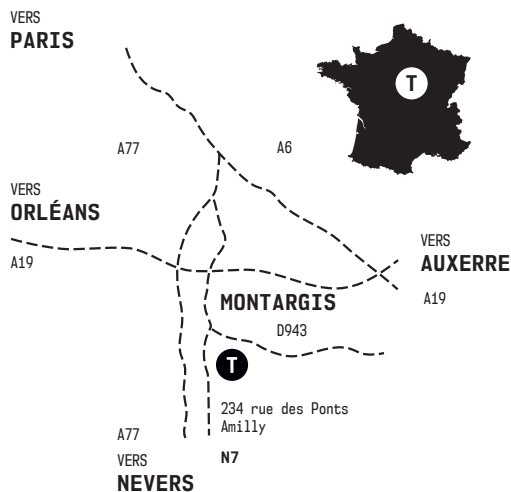 VERS
PARIS
T
A77
A6
VERS
ORLÉANS
A19
VERS
AUXERRE
A19
MONTARGIS
D943
T
234 rue des Ponts
Amilly
A77
N7
VERS
NEVERS